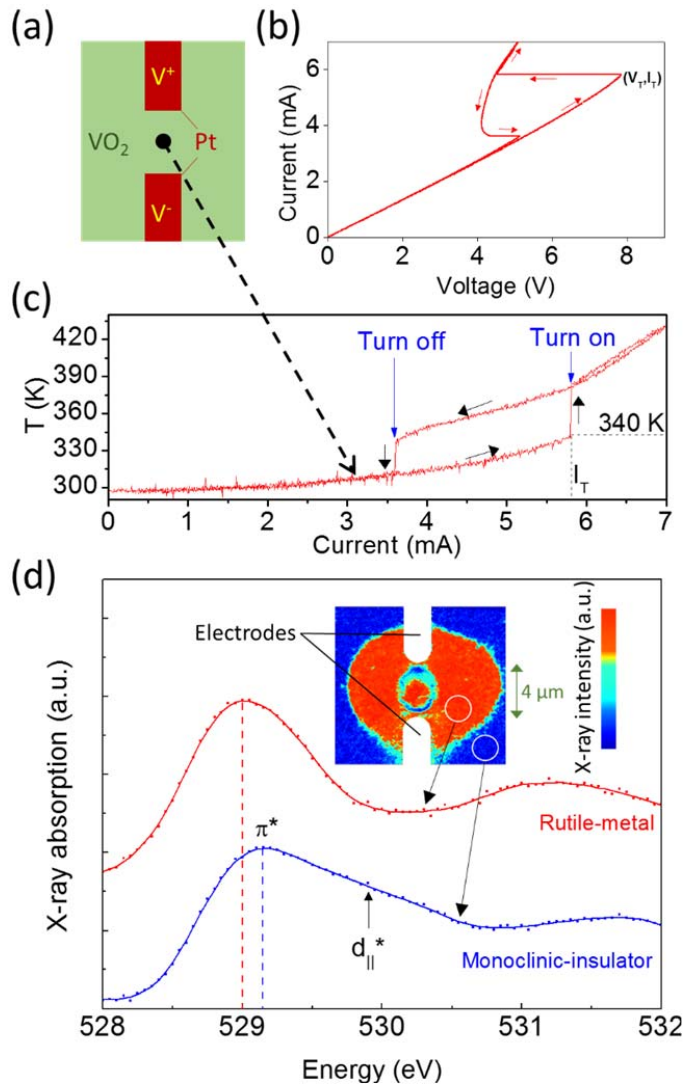 (a)
V+
VO2
Pt
V-
(b)
Current (mA)
6
4
2
0
(VT,IT)
0 2 4 6 8
Voltage (V)
(c)
T (K)
420
390
360
330
300
Turn off
Turn on
340 K
IT
0 1 2 3 4 5 6 7
Current (mA)
(d)
X-ray absorption (a.u.)
Electrodes
4 μm
X-ray intensity (a.u.)
π*
Rutile-metal
d||*
Monoclinic-insulator
528 529 530 531 532
Energy (eV)